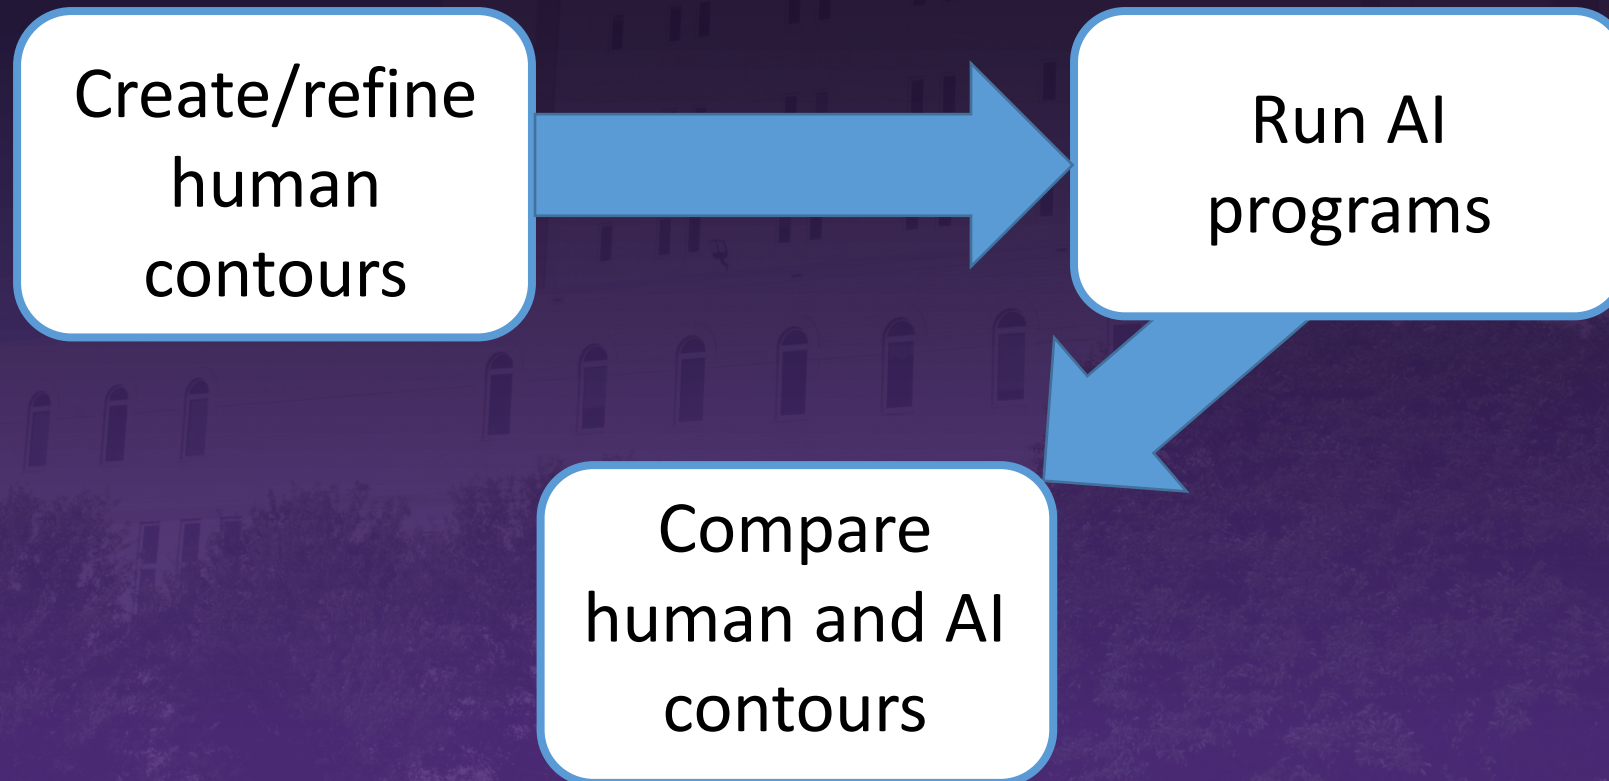 Create/refine
human
contours
Run AI
programs
Compare
human and AI
contours